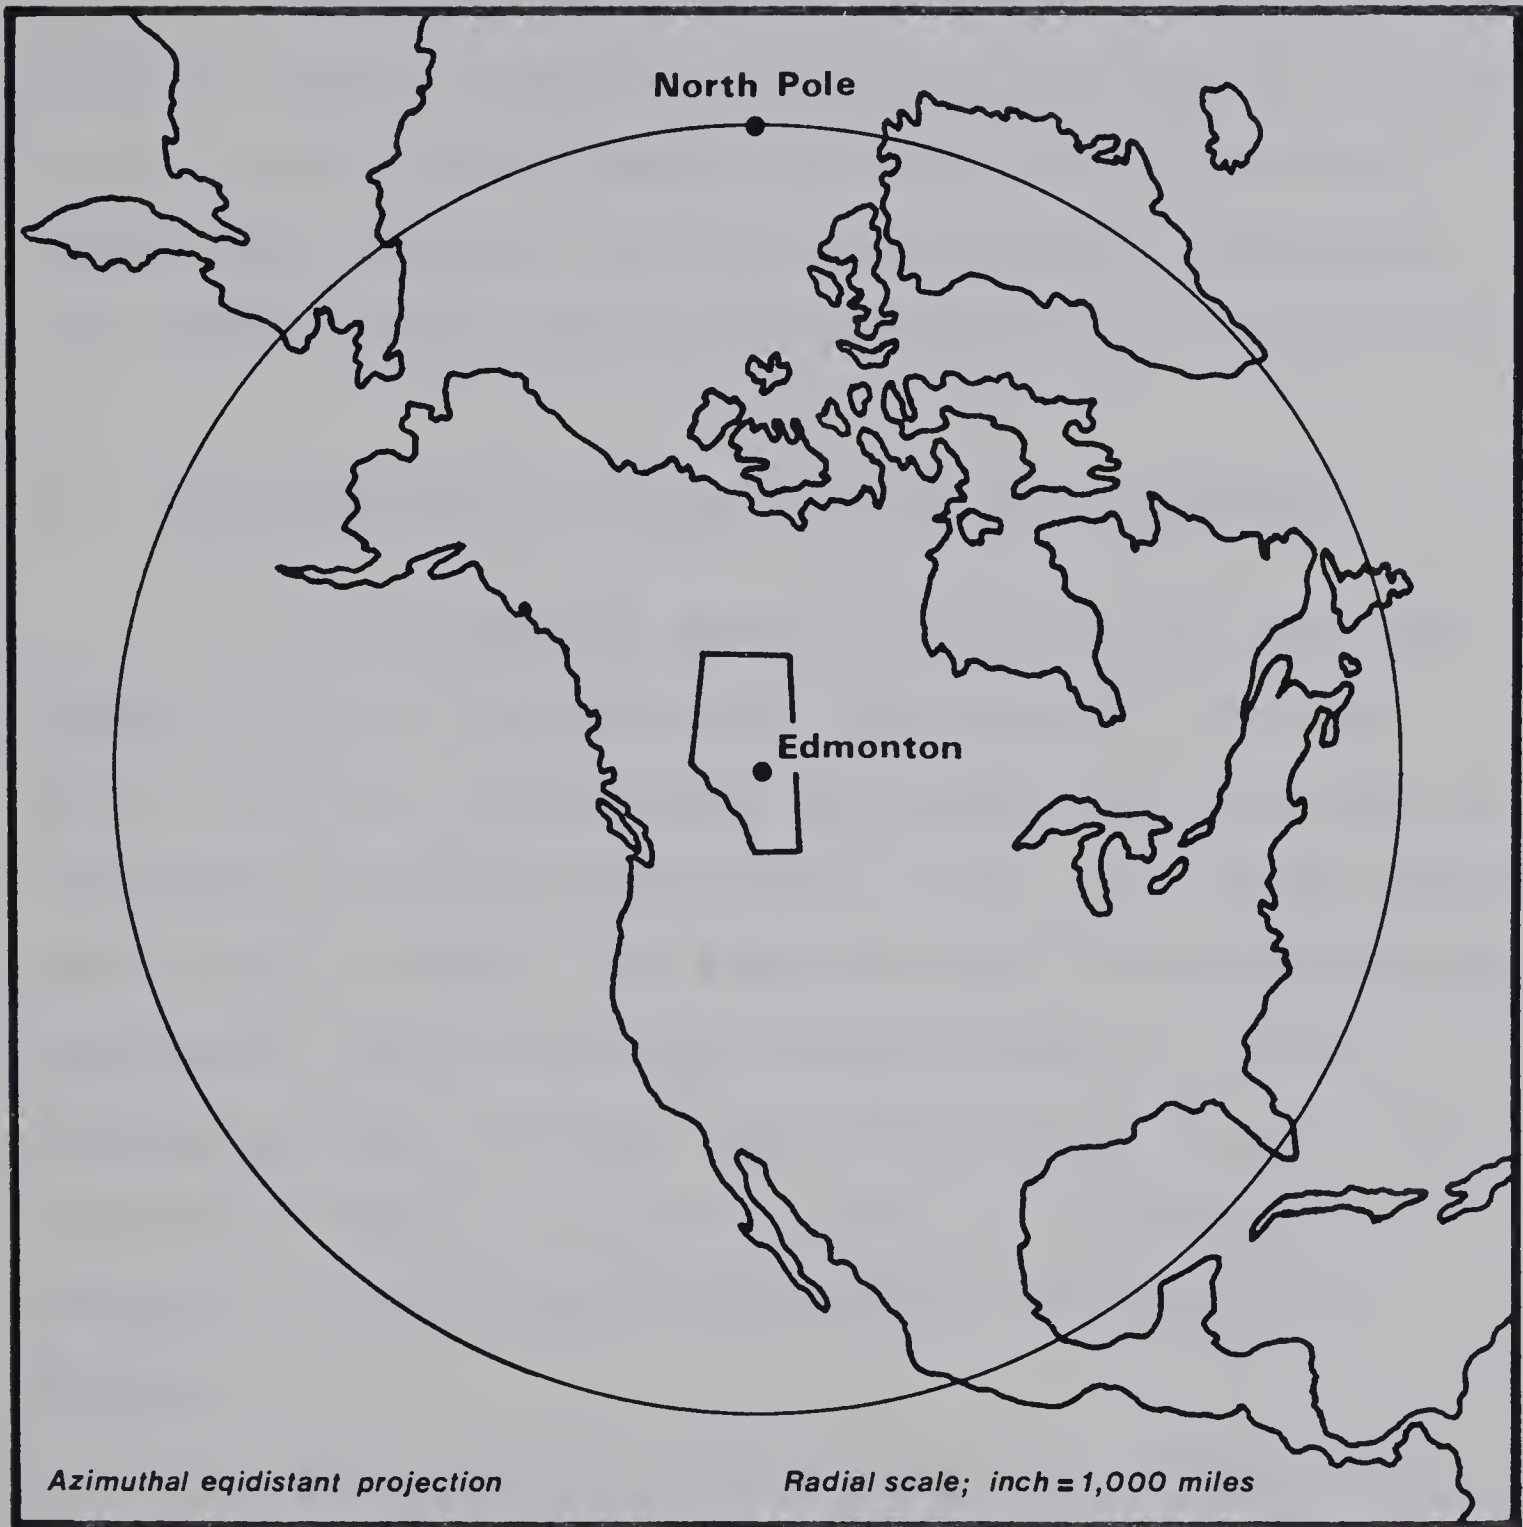 North Pole
Edmonton
Azimuthal eqidistant projection
Radial scale; inch = 1,000 miles